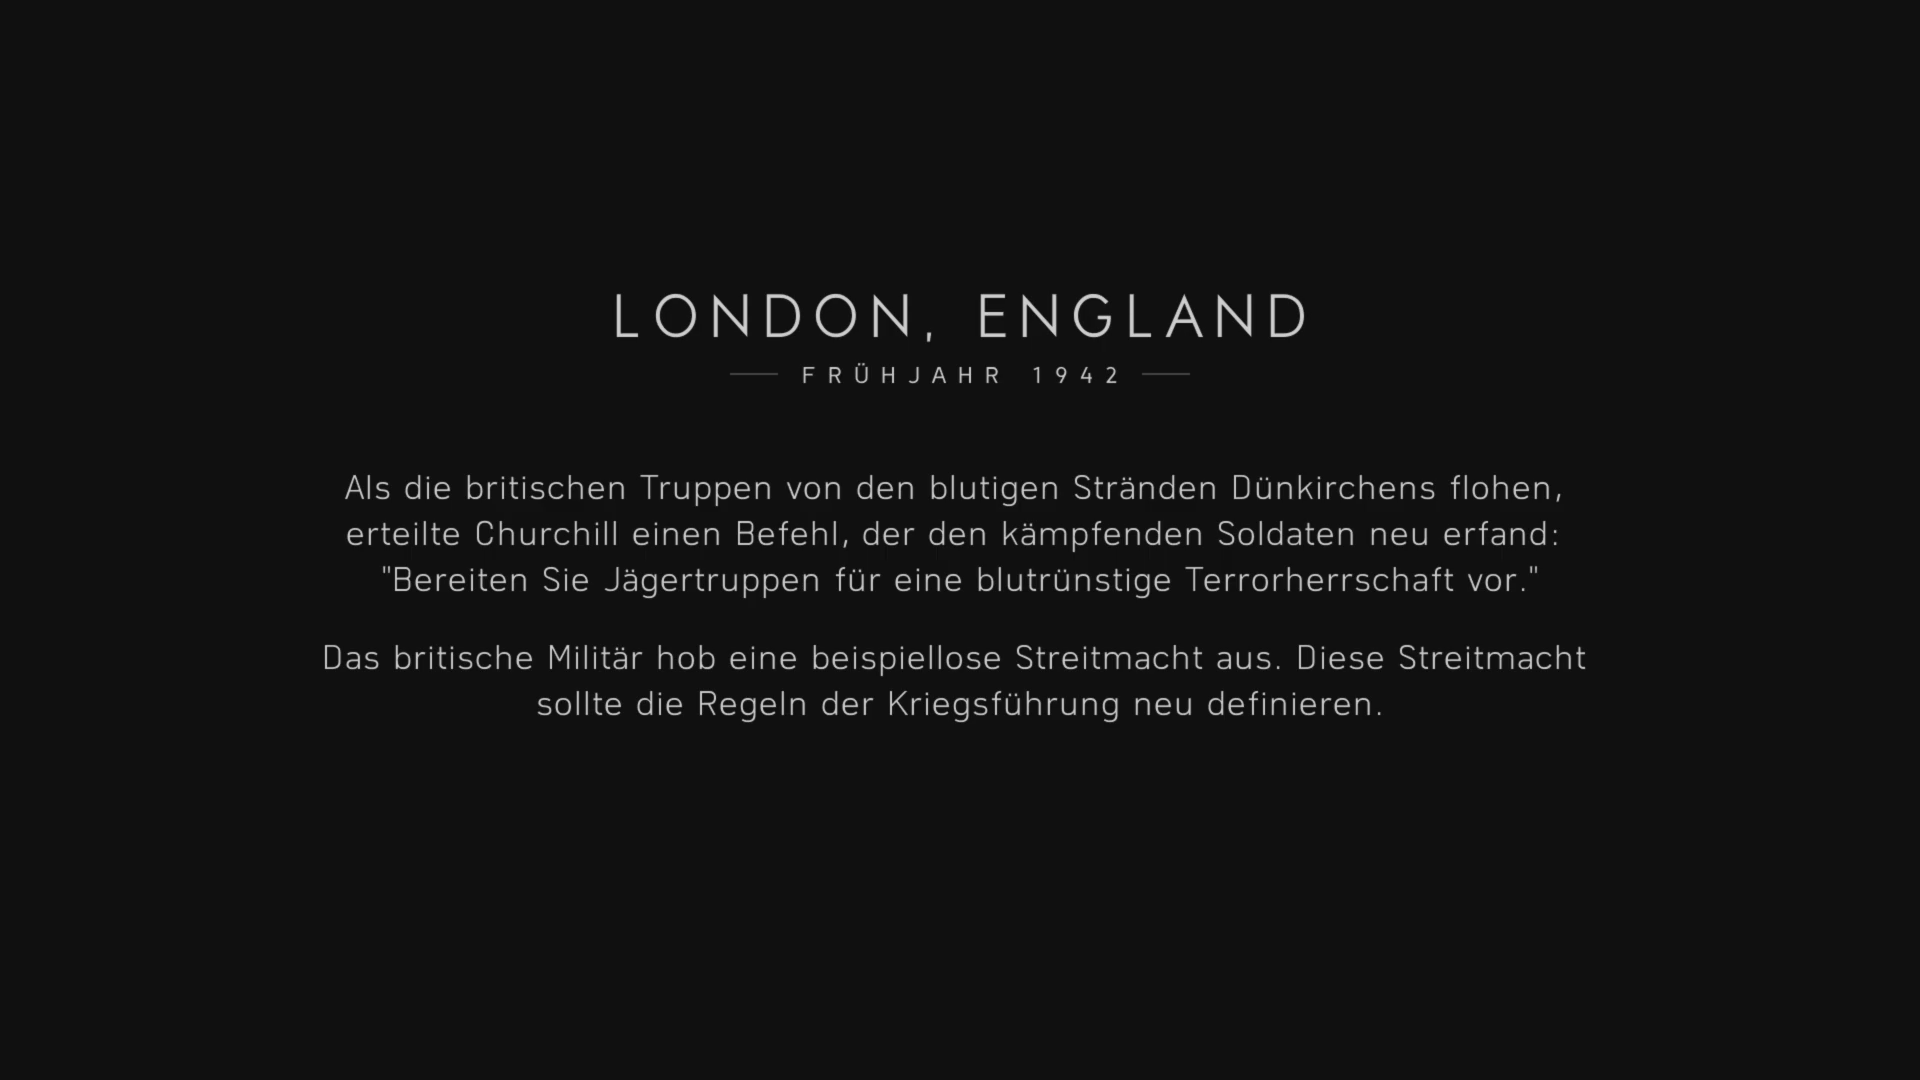 LONDON, ENGLAND
FRÜHJAHR 1942
Als die britischen Truppen von den blutigen Stränden Dünkirchens flohen,
erteilte Churchill einen Befehl, der den kämpfenden Soldaten neu erfand:
"Bereiten Sie Jägertruppen für eine blutrünstige Terrorherrschaft vor."
Das britische Militär hob eine beispiellose Streitmacht aus. Diese Streitmacht
sollte die Regeln der Kriegsführung neu definieren.